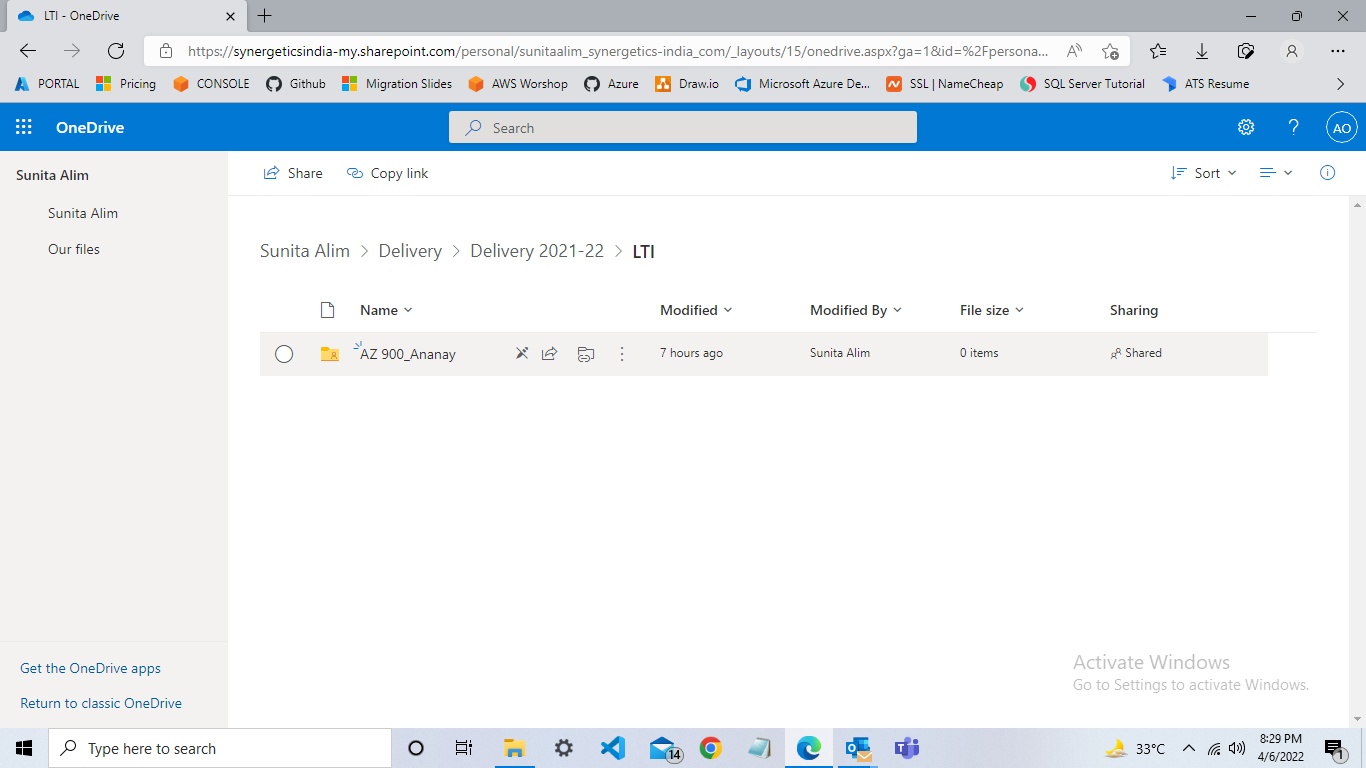 LTI - OneDrive
https://synergeticsindia-my.sharepoint.com/personal/sunitaalim_synergetics-india_com/_layouts/15/onedrive.aspx?ga=1&id=%2Fpersona...
PORTAL Pricing CONSOLE Github Migration Slides AWS Worshop Azure Draw.io Microsoft Azure De... SSL | NameCheap SQL Server Tutorial ATS Resume
OneDrive Search ? AO
Sunita Alim
Sunita Alim
Our files
Share Copy link Sort
Sunita Alim > Delivery > Delivery 2021-22 > LTI
Name Modified Modified By File size Sharing
AZ 900_Ananay 7 hours ago Sunita Alim 0 items Shared
Get the OneDrive apps
Return to classic OneDrive
Activate Windows
Go to Settings to activate Windows.
Type here to search 14 33°C 8:29 PM
4/6/2022 1